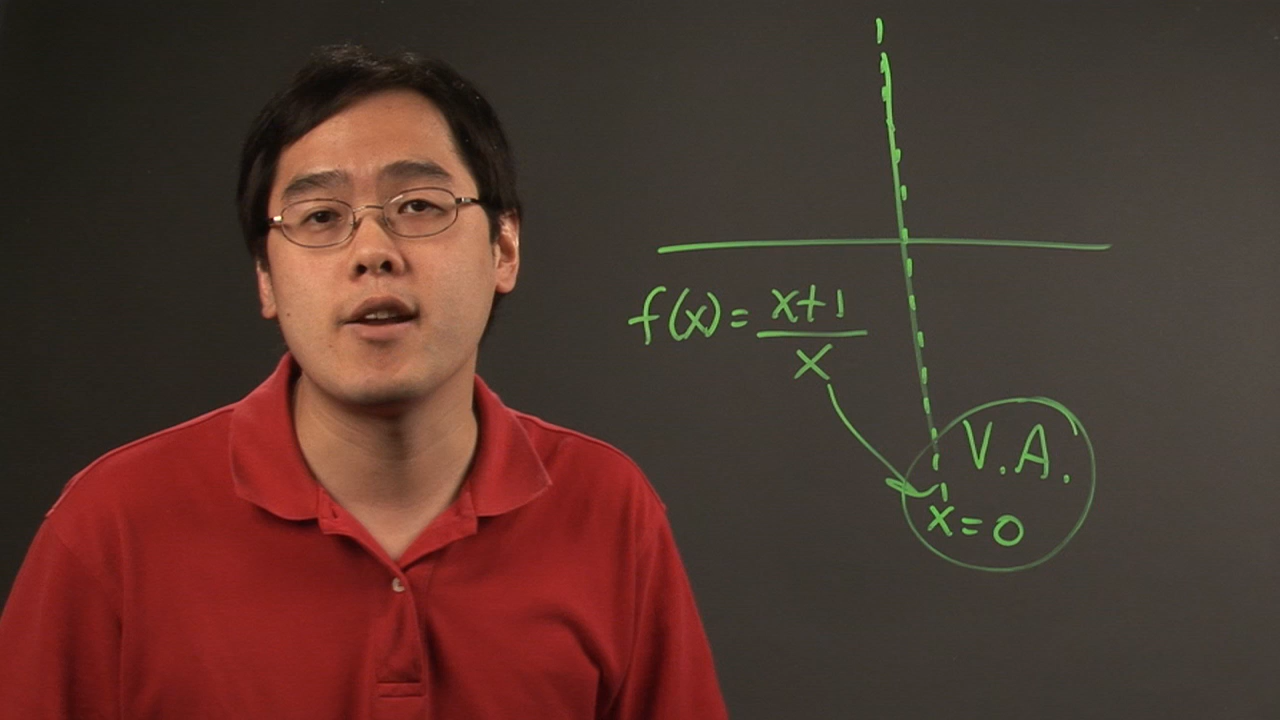 f(x) = x+1
x
V.A.
x=0